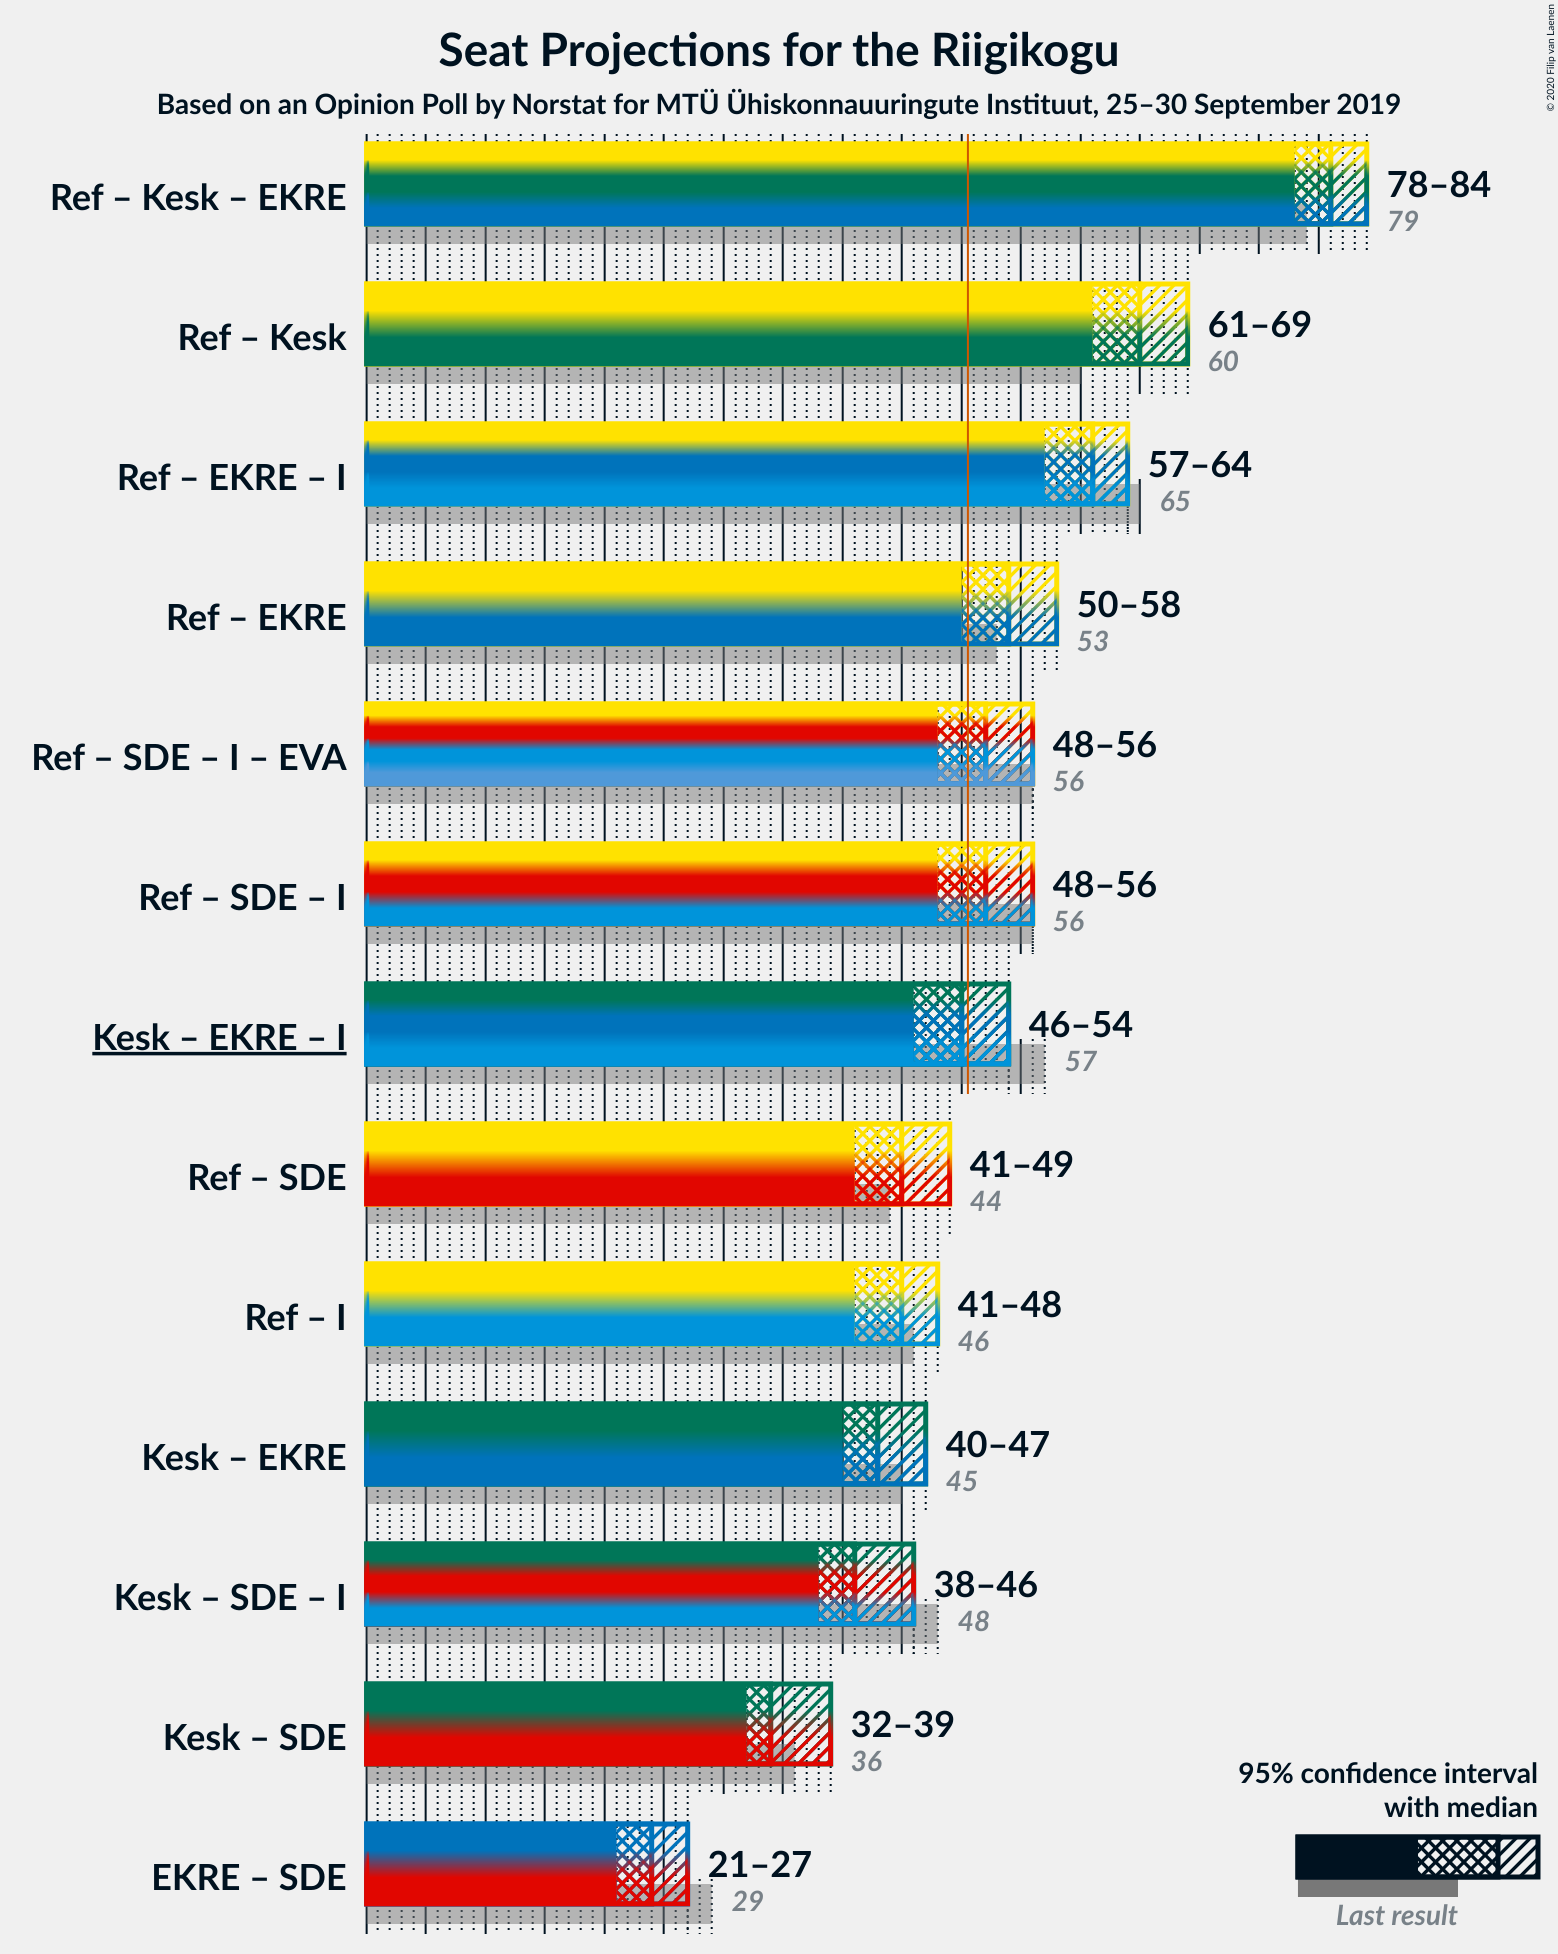 Seat Projections for the Riigikogu
Based on an Opinion Poll by Norstat for MTÜ Ühiskonnauuringute Instituut, 25–30 September 2019
© 2020 Filip van Laenen
Ref – Kesk – EKRE
78–84
79
Ref – Kesk
61–69
60
Ref – EKRE – I
57–64
65
Ref – EKRE
50–58
53
Ref – SDE – I – EVA
48–56
56
Ref – SDE – I
48–56
56
Kesk – EKRE – I
46–54
57
Ref – SDE
41–49
44
Ref – I
41–48
46
Kesk – EKRE
40–47
45
Kesk – SDE – I
38–46
48
Kesk – SDE
32–39
36
EKRE – SDE
21–27
29
95% confidence interval
with median
Last result